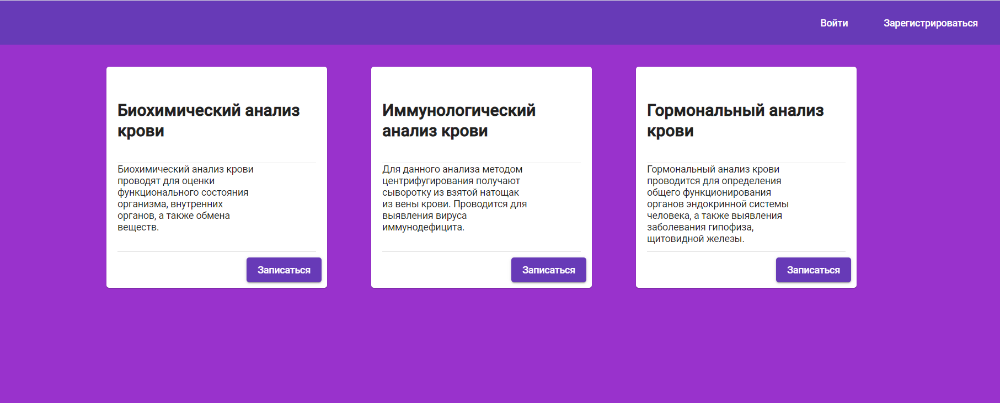 Войти
Зарегистрироваться
Биохимический анализ
крови
Биохимический анализ крови
проводят для оценки
функционального состояния
организма, внутренних
органов, а также обмена
веществ.
Записаться
Иммунологический
анализ крови
Для данного анализа методом
центрифугирования получают
сыворотку из взятой натощак
из вены крови. Проводится для
выявления вируса
иммунодефицита.
Записаться
Гормональный анализ
крови
Гормональный анализ крови
проводится для определения
общего функционирования
органов эндокринной системы
человека, а также выявления
заболевания гипофиза,
щитовидной железы.
Записаться